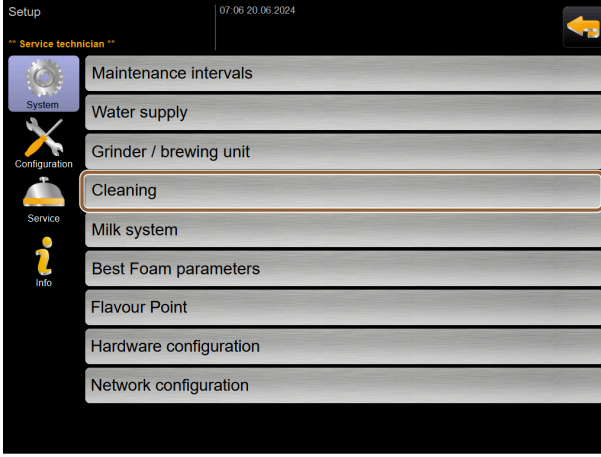 Setup
07:06 20.06.2024
** Service technician **
System
Configuration
Service
Info
Maintenance intervals
Water supply
Grinder / brewing unit
Cleaning
Milk system
Best Foam parameters
Flavour Point
Hardware configuration
Network configuration